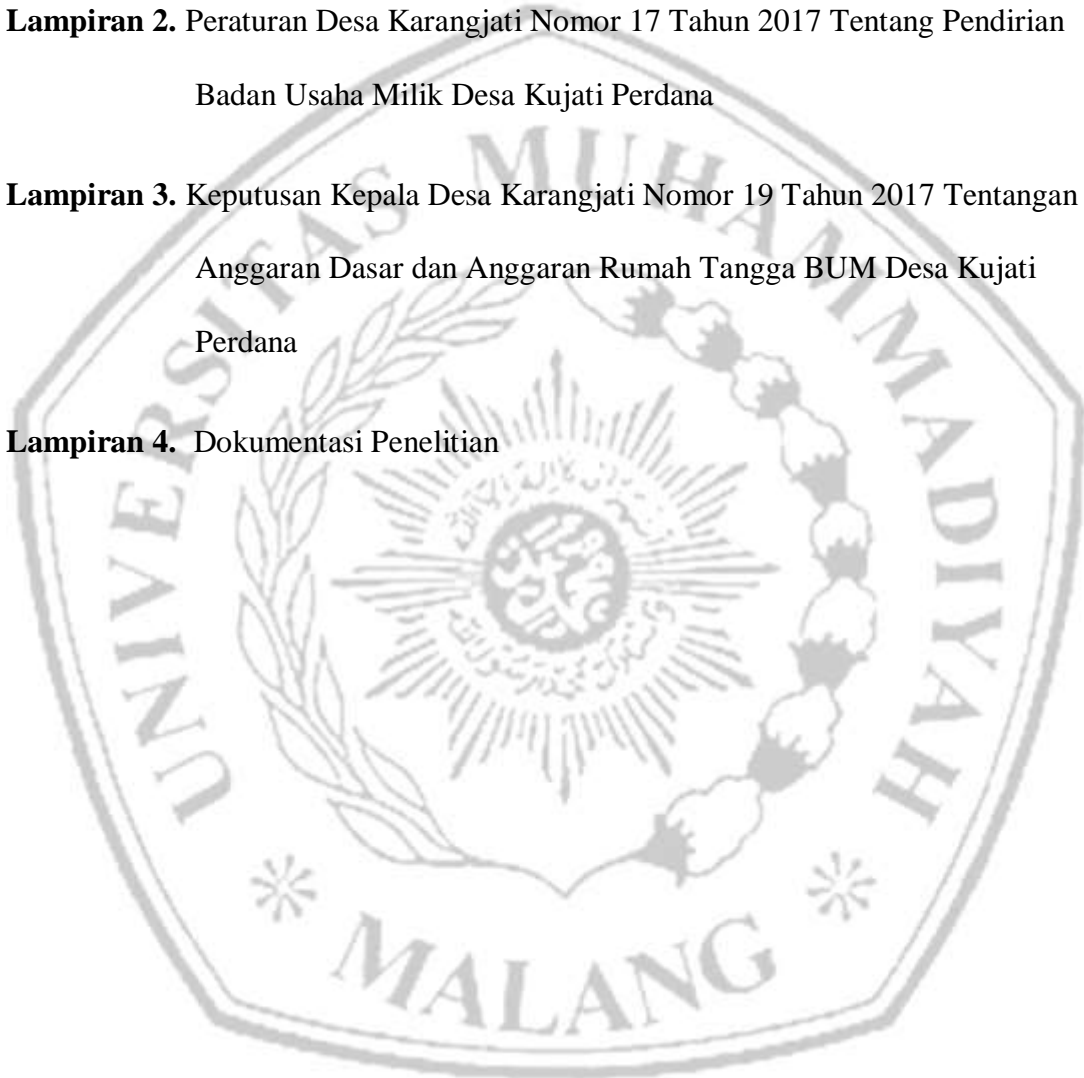 Lampiran 2. Peraturan Desa Karangjati Nomor 17 Tahun 2017 Tentang Pendirian
Badan Usaha Milik Desa Kujati Perdana
Lampiran 3. Keputusan Kepala Desa Karangjati Nomor 19 Tahun 2017 Tentangan
Anggaran Dasar dan Anggaran Rumah Tangga BUM Desa Kujati
Perdana
Lampiran 4. Dokumentasi Penelitian
UNIVERSITAS MUHAMMADIYAH
MALANG